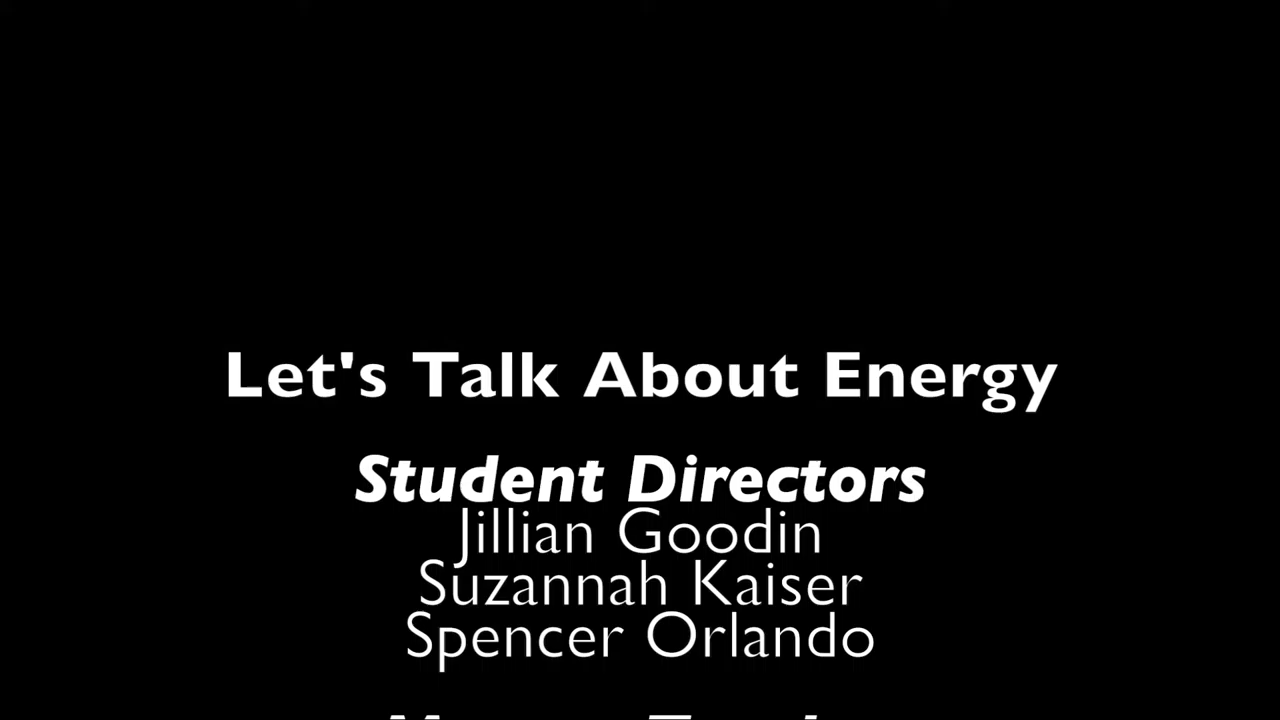 Let's Talk About Energy
Student Directors
Jillian Goodin
Suzannah Kaiser
Spencer Orlando